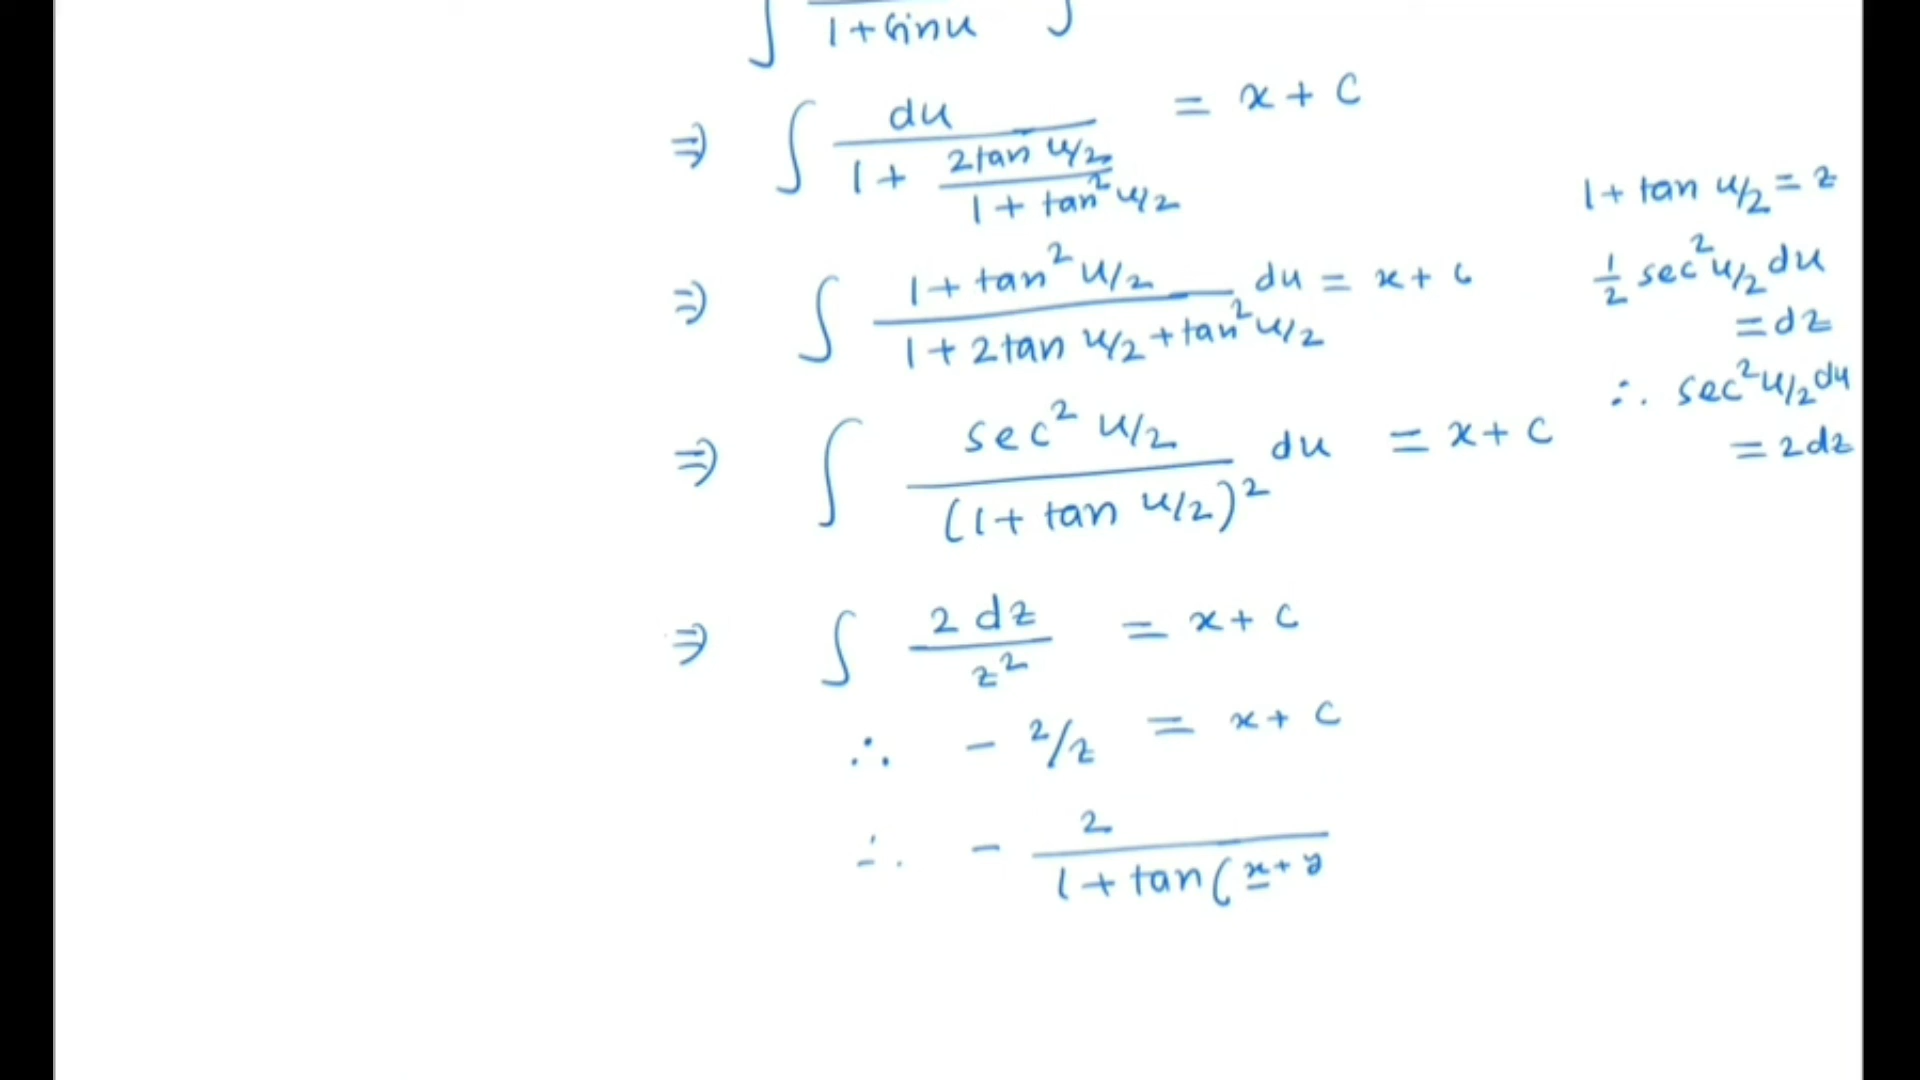 ∫ 1+sinu ∫
⇒ ∫ du / (1 + 2tan u/2 / (1 + tan² u/2)) = x + c
1 + tan u/2 = z
⇒ ∫ (1 + tan² u/2) / (1 + 2tan u/2 + tan² u/2) du = x + c
1/2 sec² u/2 du
= dz
⇒ ∫ sec² u/2 / (1 + tan u/2)² du = x + c
∴ sec² u/2 du
= 2dz
⇒ ∫ 2 dz / z² = x + c
∴ - 2/z = x + c
∴ - 2 / (1 + tan(x + y